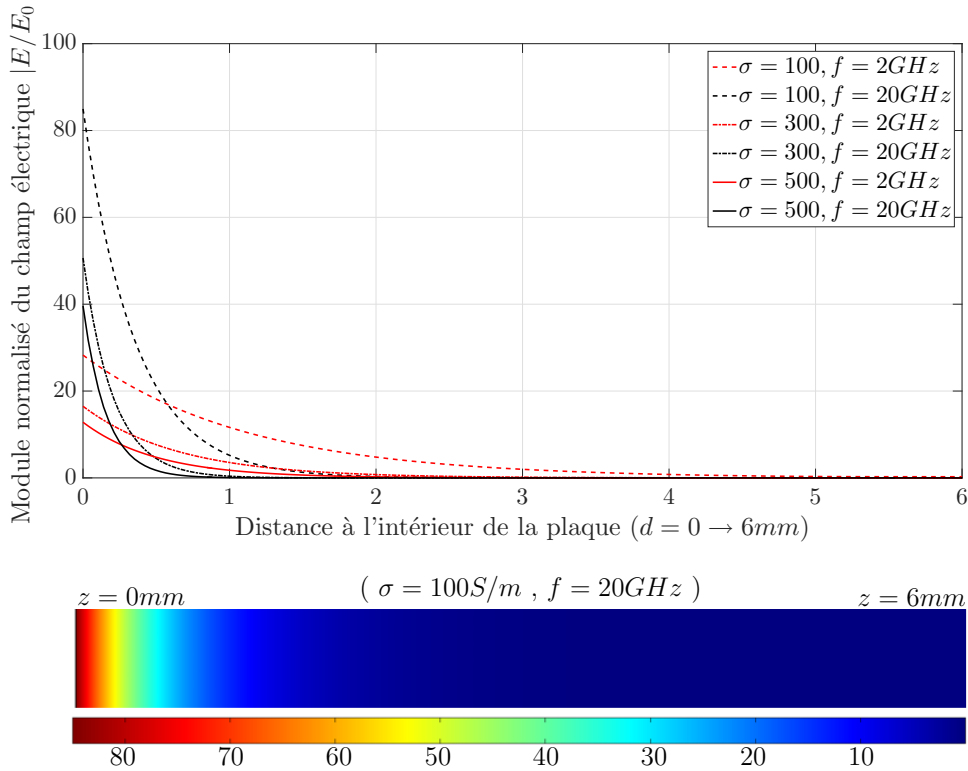 Module normalisé du champ électrique |E/E₀
100
80
60
40
20
0
σ = 100, f = 2GHz
σ = 100, f = 20GHz
σ = 300, f = 2GHz
σ = 300, f = 20GHz
σ = 500, f = 2GHz
σ = 500, f = 20GHz
0 1 2 3 4 5 6
Distance à l'intérieur de la plaque (d = 0 → 6mm)
z = 0mm ( σ = 100S/m , f = 20GHz ) z = 6mm
80 70 60 50 40 30 20 10